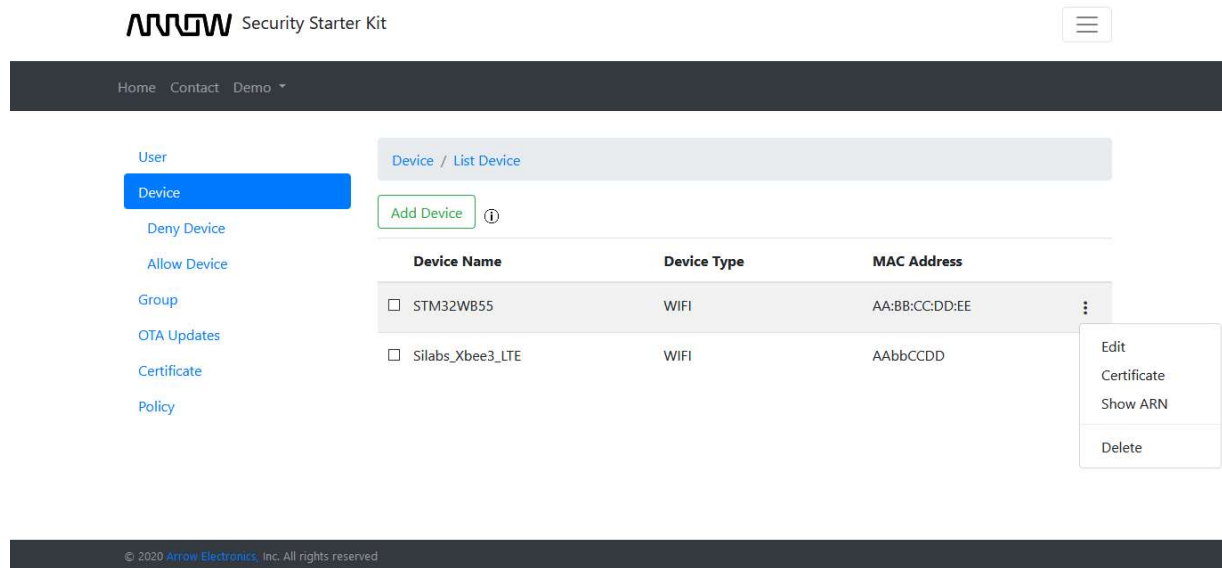 ARROW Security Starter Kit
Home Contact Demo
User
Device
Deny Device
Allow Device
Group
OTA Updates
Certificate
Policy
Device / List Device
Add Device
Device Name Device Type MAC Address
STM32WB55 WIFI AA:BB:CC:DD:EE
Silabs_Xbee3_LTE WIFI AAbbCCDD
Edit
Certificate
Show ARN
Delete
© 2020 Arrow Electronics, Inc. All rights reserved